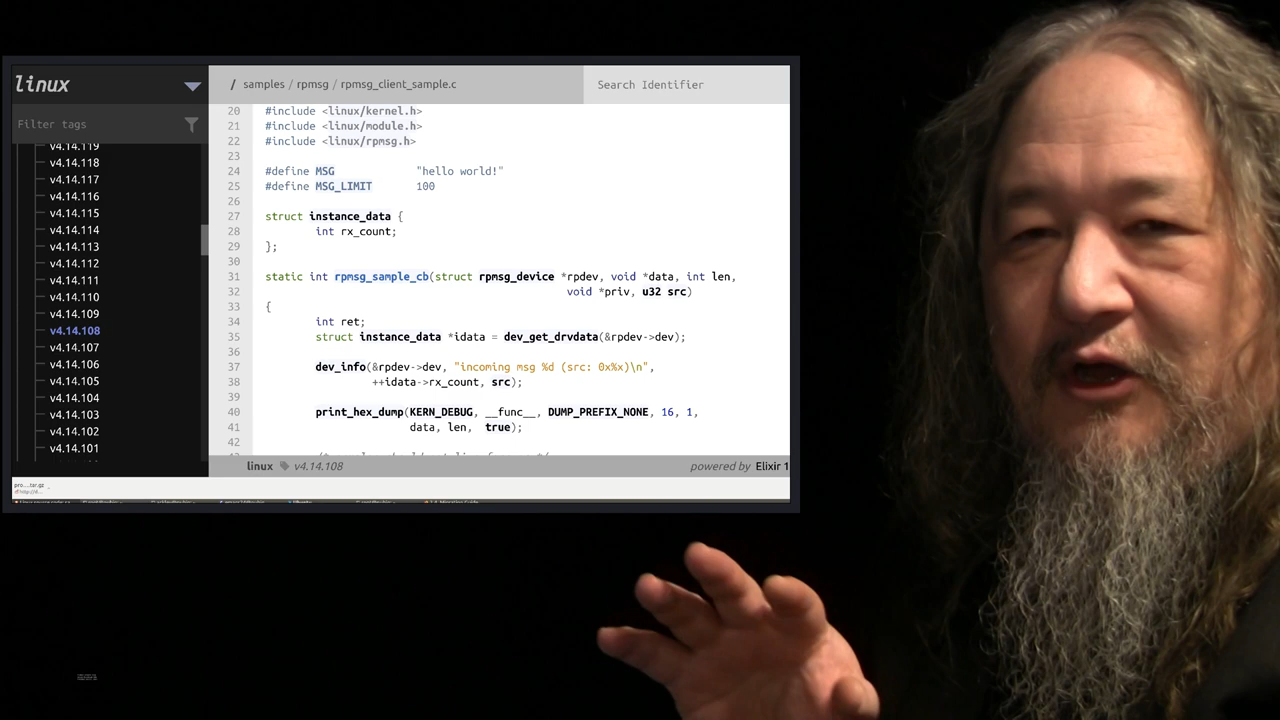 linux
/ samples / rpmsg / rpmsg_client_sample.c
Search Identifier
Filter tags
v4.14.119
v4.14.118
v4.14.117
v4.14.116
v4.14.115
v4.14.114
v4.14.113
v4.14.112
v4.14.111
v4.14.110
v4.14.109
v4.14.108
v4.14.107
v4.14.106
v4.14.105
v4.14.104
v4.14.103
v4.14.102
v4.14.101
20 #include <linux/kernel.h>
21 #include <linux/module.h>
22 #include <linux/rpmsg.h>
23
24 #define MSG "hello world!"
25 #define MSG_LIMIT 100
26
27 struct instance_data {
28 int rx_count;
29 };
30
31 static int rpmsg_sample_cb(struct rpmsg_device *rpdev, void *data, int len,
32 void *priv, u32 src)
33 {
34 int ret;
35 struct instance_data *idata = dev_get_drvdata(&rpdev->dev);
36
37 dev_info(&rpdev->dev, "incoming msg %d (src: 0x%x)\n",
38 ++idata->rx_count, src);
39
40 print_hex_dump(KERN_DEBUG, __func__, DUMP_PREFIX_NONE, 16, 1,
41 data, len, true);
42
linux v4.14.108
powered by Elixir 1
pro....tar.gz